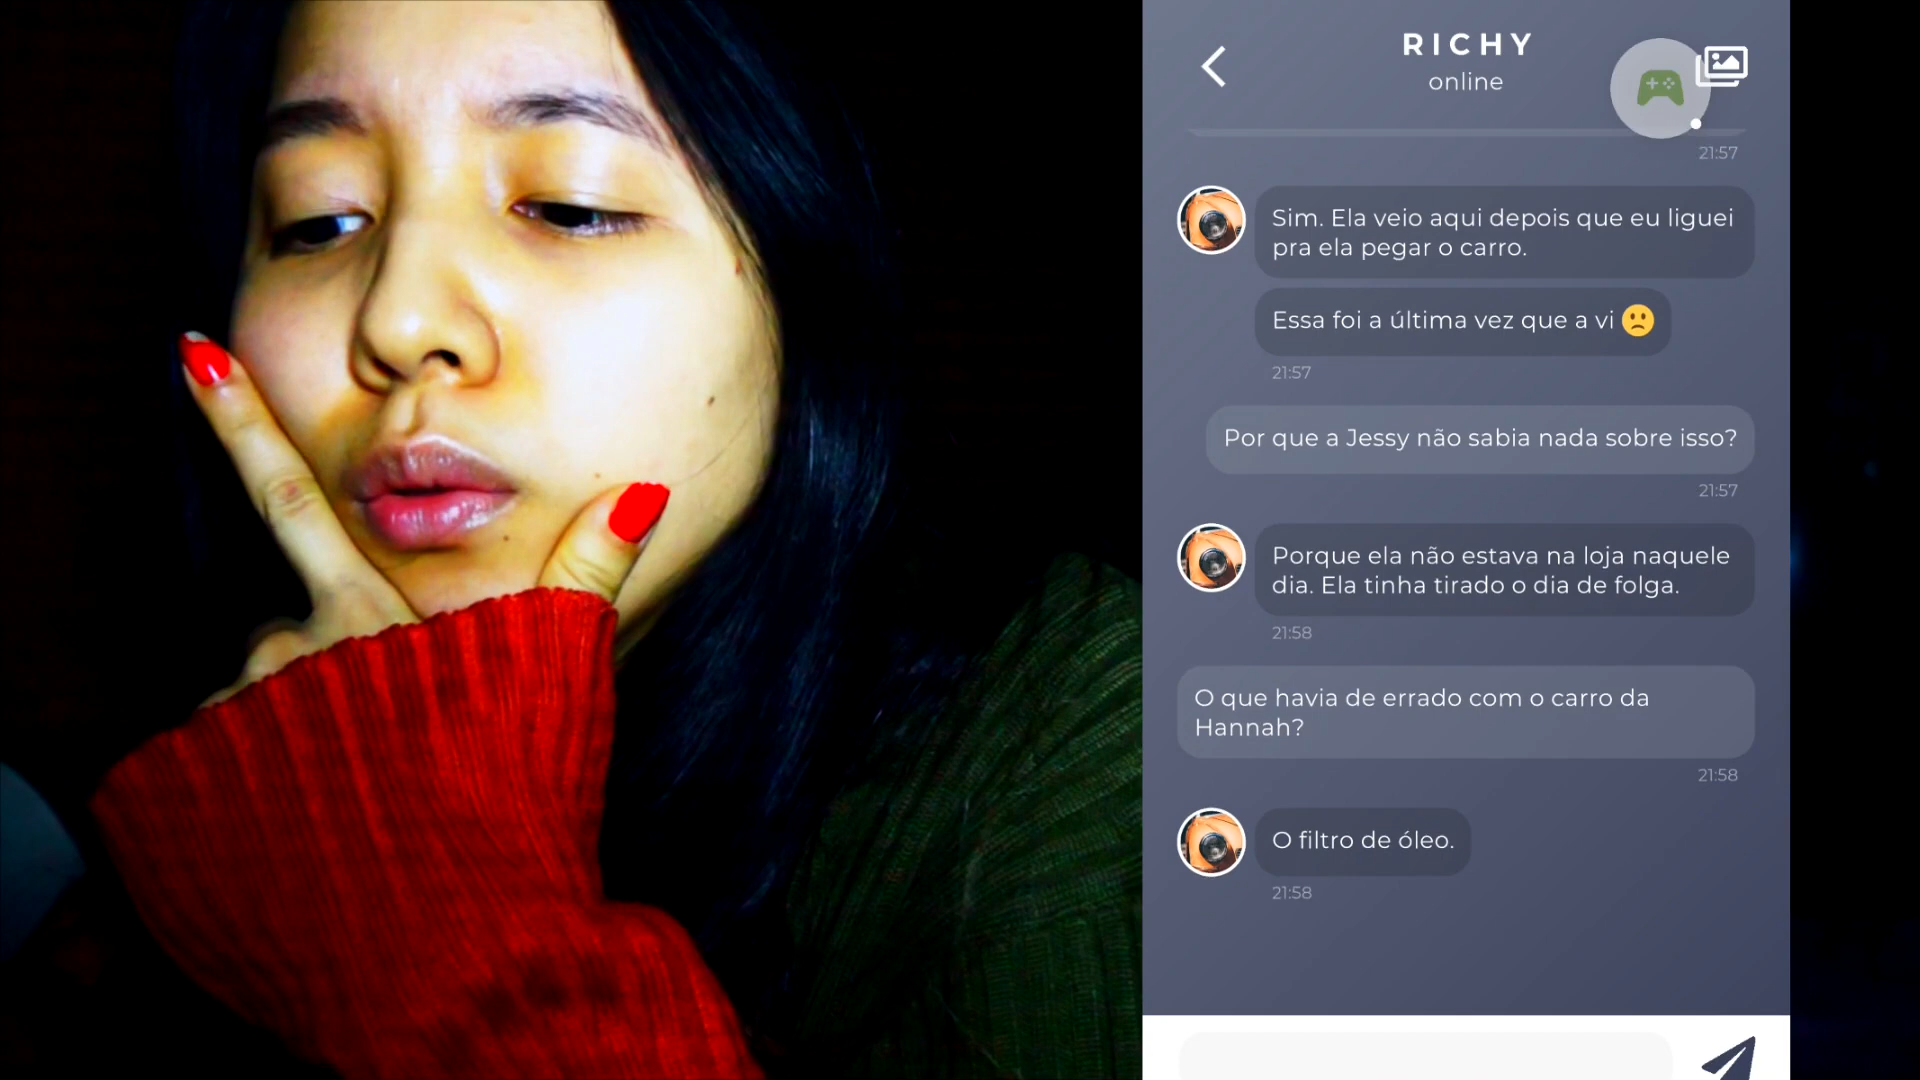 RICHY
online
21:57
Sim. Ela veio aqui depois que eu liguei
pra ela pegar o carro.
Essa foi a última vez que a vi 🙁
21:57
Por que a Jessy não sabia nada sobre isso?
21:57
Porque ela não estava na loja naquele
dia. Ela tinha tirado o dia de folga.
21:58
O que havia de errado com o carro da
Hannah?
21:58
O filtro de óleo.
21:58